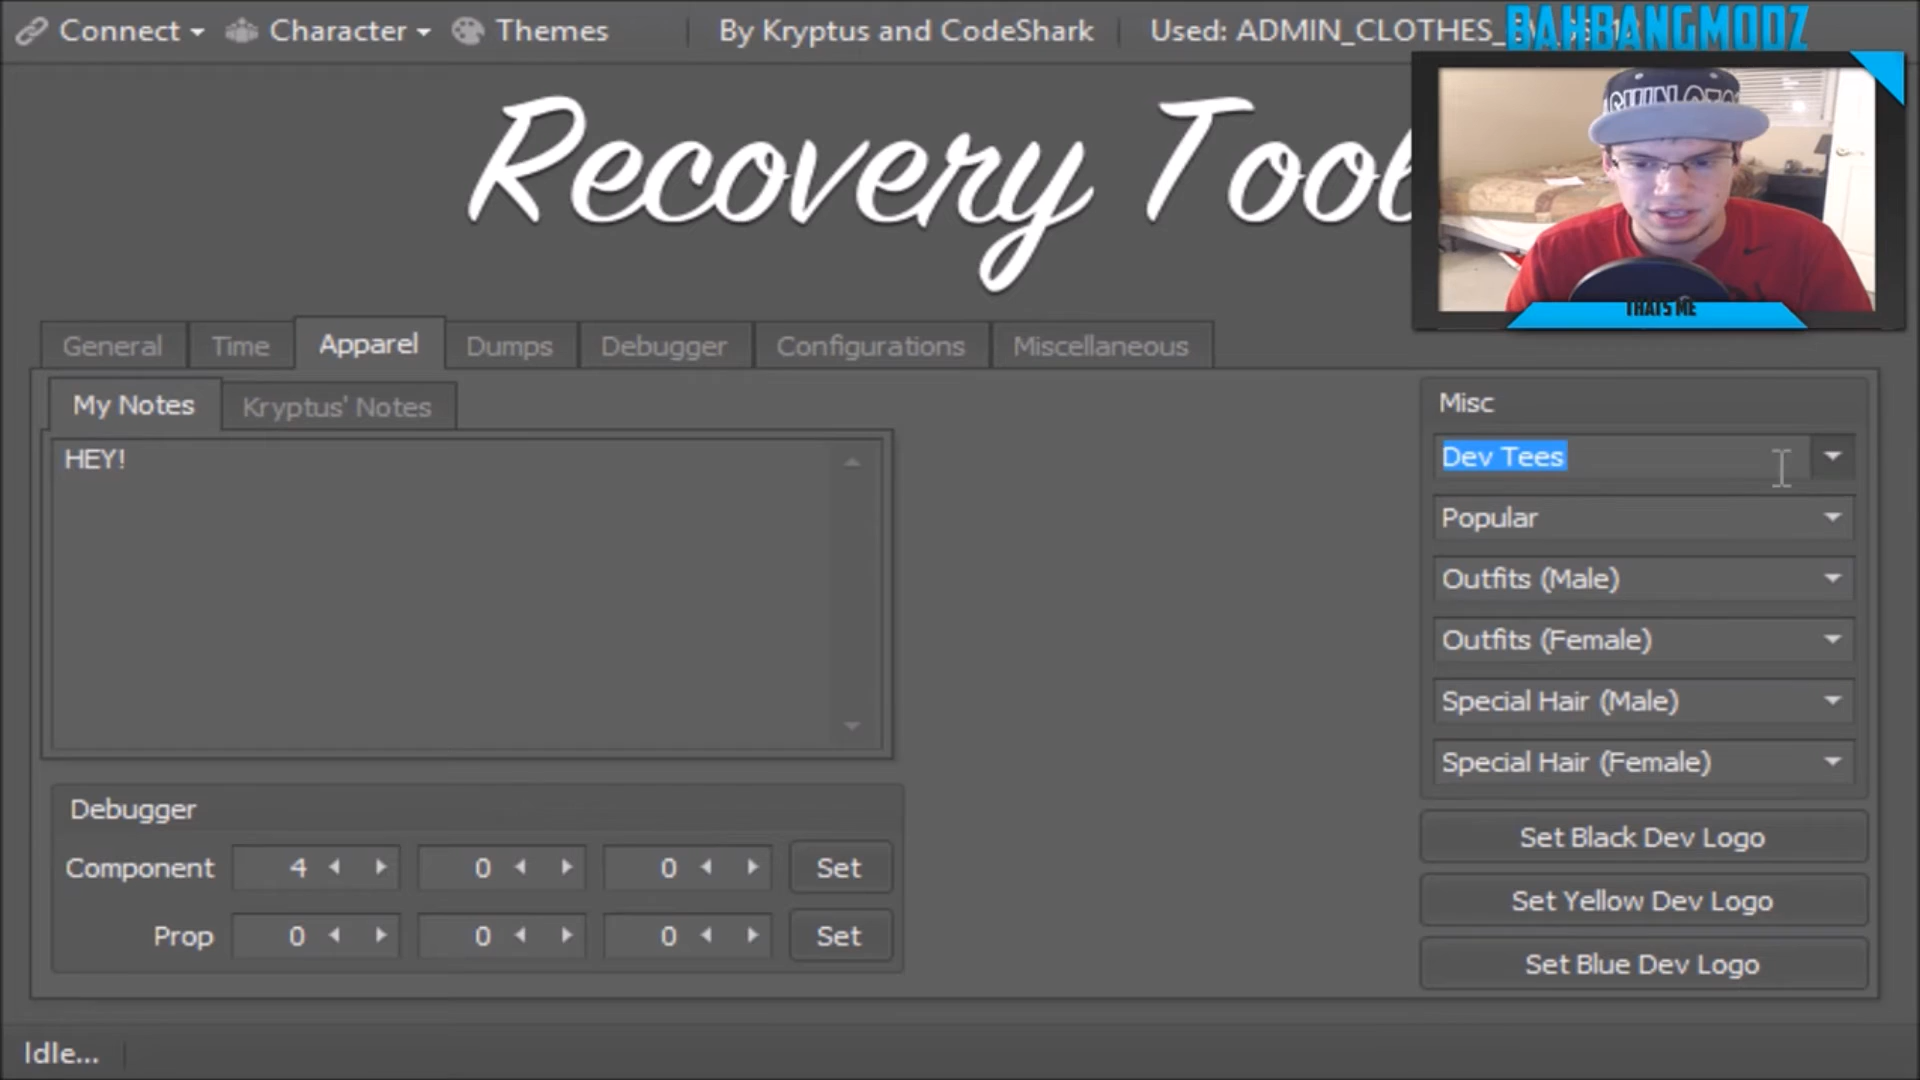 Connect
Character
Themes
By Kryptus and CodeShark
Used: ADMIN_CLOTHES_
BAHBANGMODZ
THATS ME
Recovery Tool
General
Time
Apparel
Dumps
Debugger
Configurations
Miscellaneous
My Notes
Kryptus' Notes
HEY!
Misc
Dev Tees
Popular
Outfits (Male)
Outfits (Female)
Special Hair (Male)
Special Hair (Female)
Set Black Dev Logo
Set Yellow Dev Logo
Set Blue Dev Logo
Debugger
Component 4 0 0 Set
Prop 0 0 0 Set
Idle...